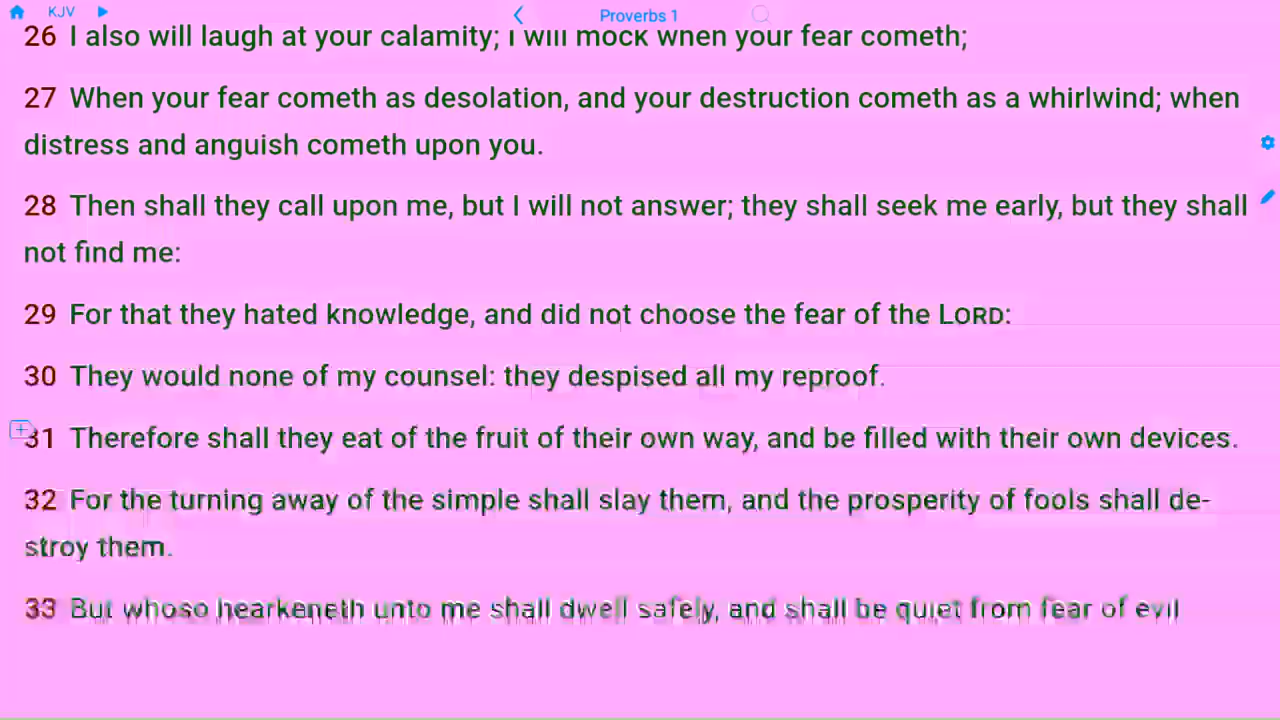 KJV
Proverbs 1
26 I also will laugh at your calamity; I will mock when your fear cometh;
27 When your fear cometh as desolation, and your destruction cometh as a whirlwind; when
distress and anguish cometh upon you.
28 Then shall they call upon me, but I will not answer; they shall seek me early, but they shall
not find me:
29 For that they hated knowledge, and did not choose the fear of the LORD:
30 They would none of my counsel: they despised all my reproof.
31 Therefore shall they eat of the fruit of their own way, and be filled with their own devices.
32 For the turning away of the simple shall slay them, and the prosperity of fools shall de-
stroy them.
33 But whoso hearkeneth unto me shall dwell safely, and shall be quiet from fear of evil